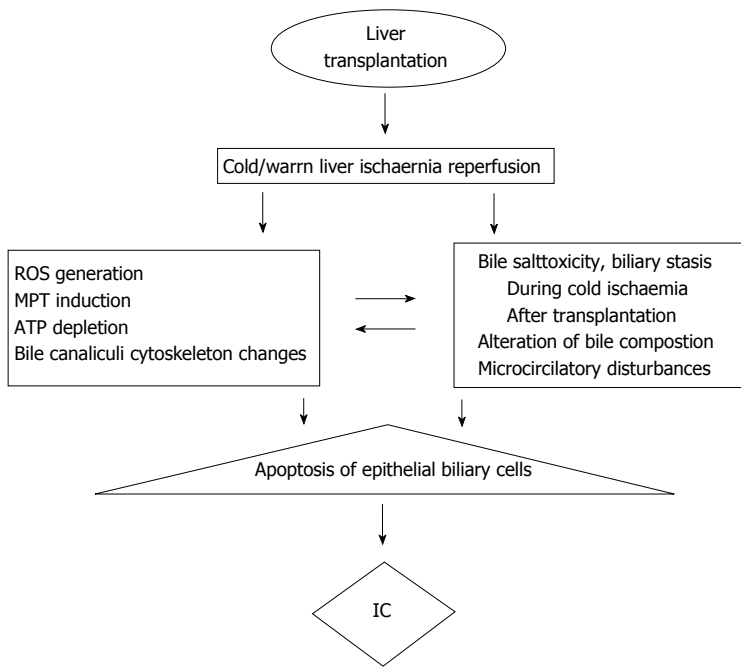 Liver
transplantation
Cold/warrn liver ischaernia reperfusion
ROS generation
MPT induction
ATP depletion
Bile canaliculi cytoskeleton changes
Bile salttoxicity, biliary stasis
During cold ischaemia
After transplantation
Alteration of bile compostion
Microcirilatory disturbances
Apoptosis of epithelial biliary cells
IC